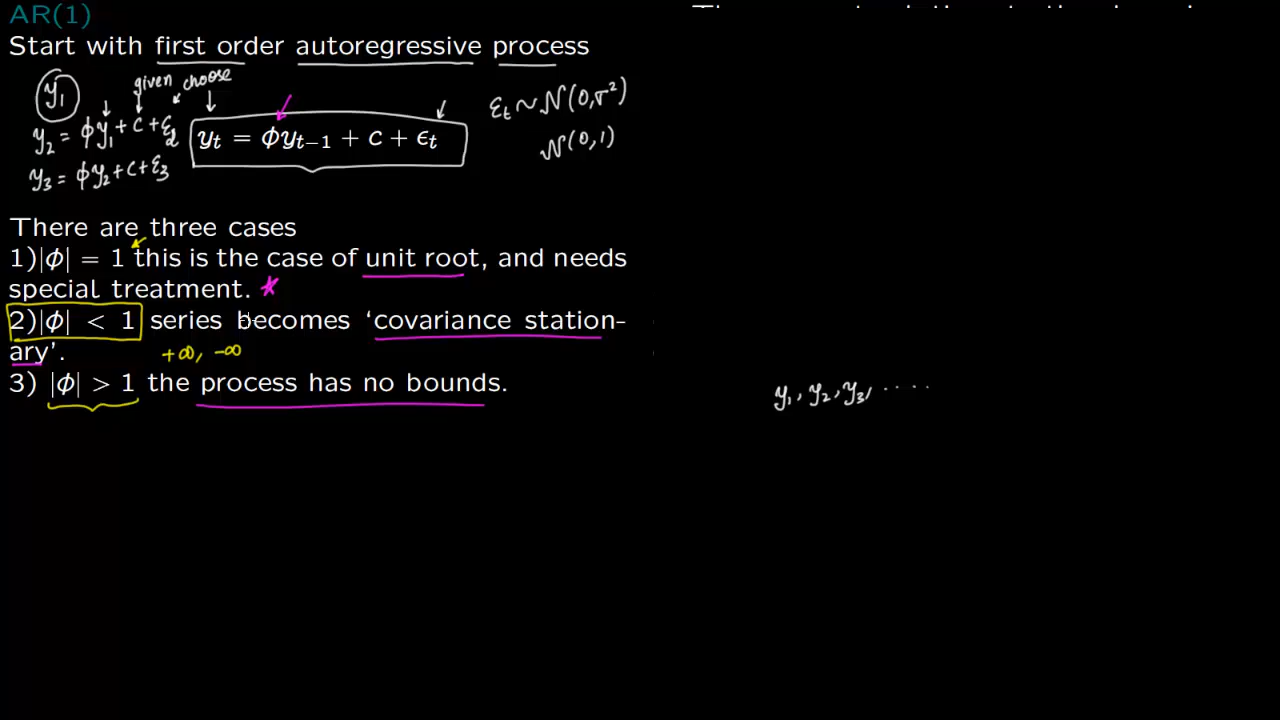 AR(1)
Start with first order autoregressive process
y₁
given choose
y₂ = ϕy₁ + c + ε₂
y₃ = ϕy₂ + c + ε₃
yₜ = ϕyₜ₋₁ + c + ϵₜ
εₜ ~ N(0, σ²)
N(0,1)
There are three cases
1)|ϕ| = 1 this is the case of unit root, and needs
special treatment. *
2)|ϕ| < 1 series becomes ‘covariance station-
ary’.
+∞, -∞
3) |ϕ| > 1 the process has no bounds.
y₁, y₂, y₃, .....